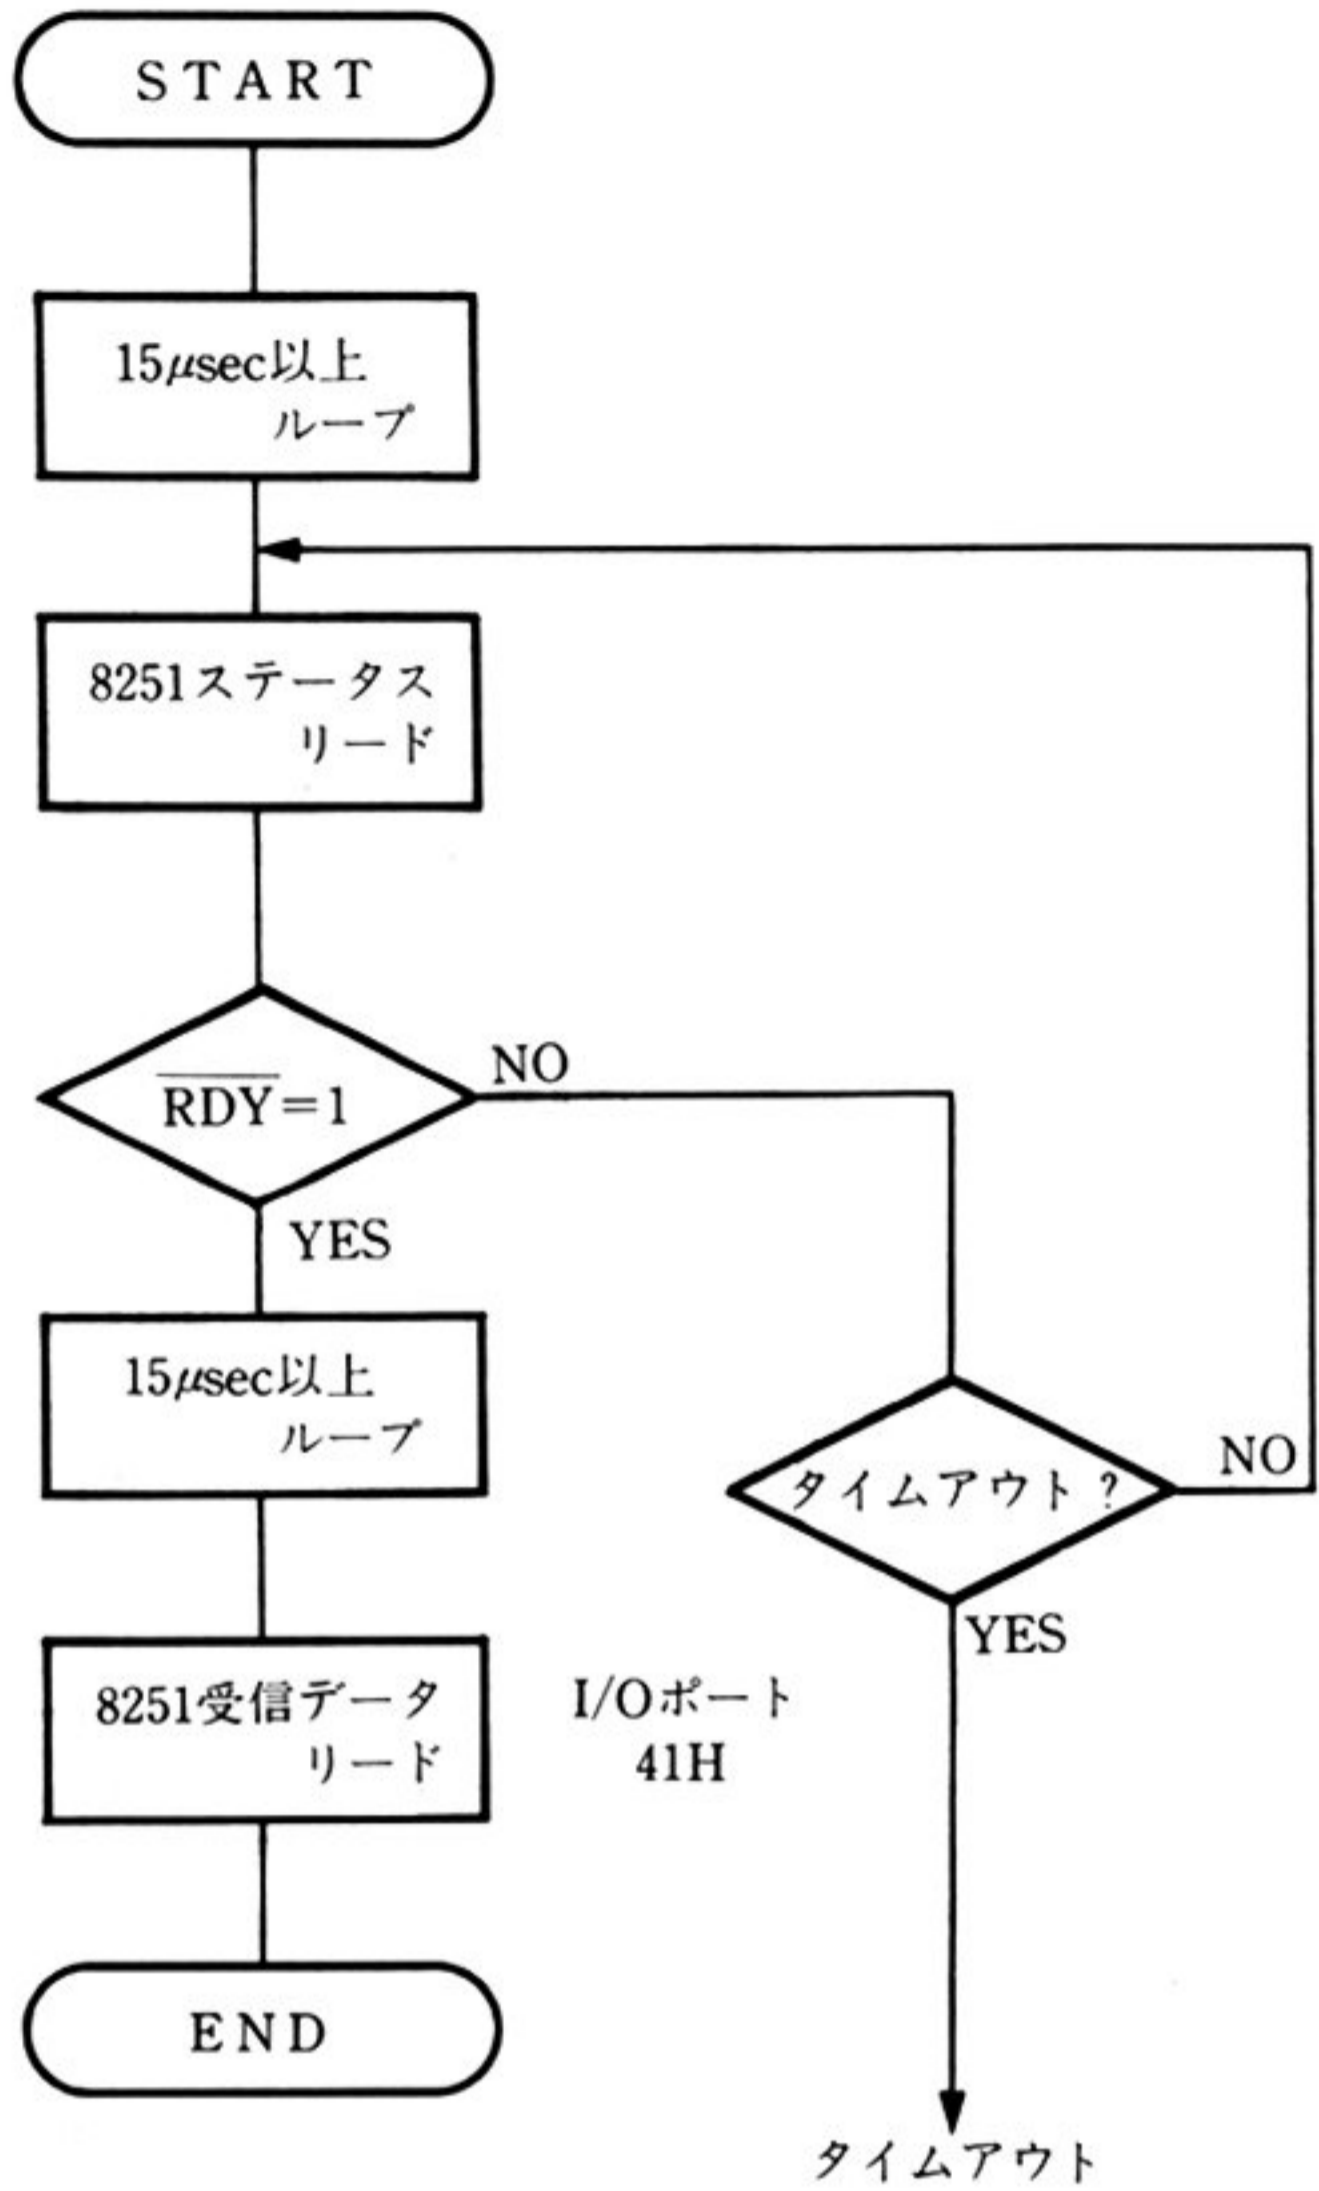 START
15μsec以上
ループ
8251ステータス
リード
R̅D̅Y̅=1
NO
YES
15μsec以上
ループ
タイムアウト?
NO
YES
8251受信データ
リード
I/Oポート
41H
END
タイムアウト